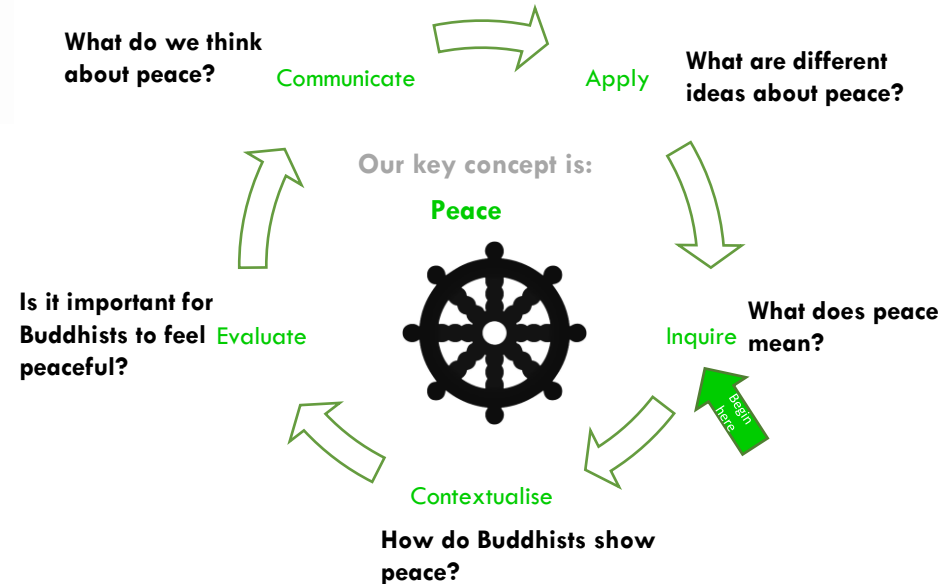 What do we think
about peace?
Communicate
Apply
What are different
ideas about peace?
Our key concept is:
Peace
Is it important for
Buddhists to feel
peaceful?
Evaluate
Inquire
What does peace
mean?
Begin
here
Contextualise
How do Buddhists show
peace?